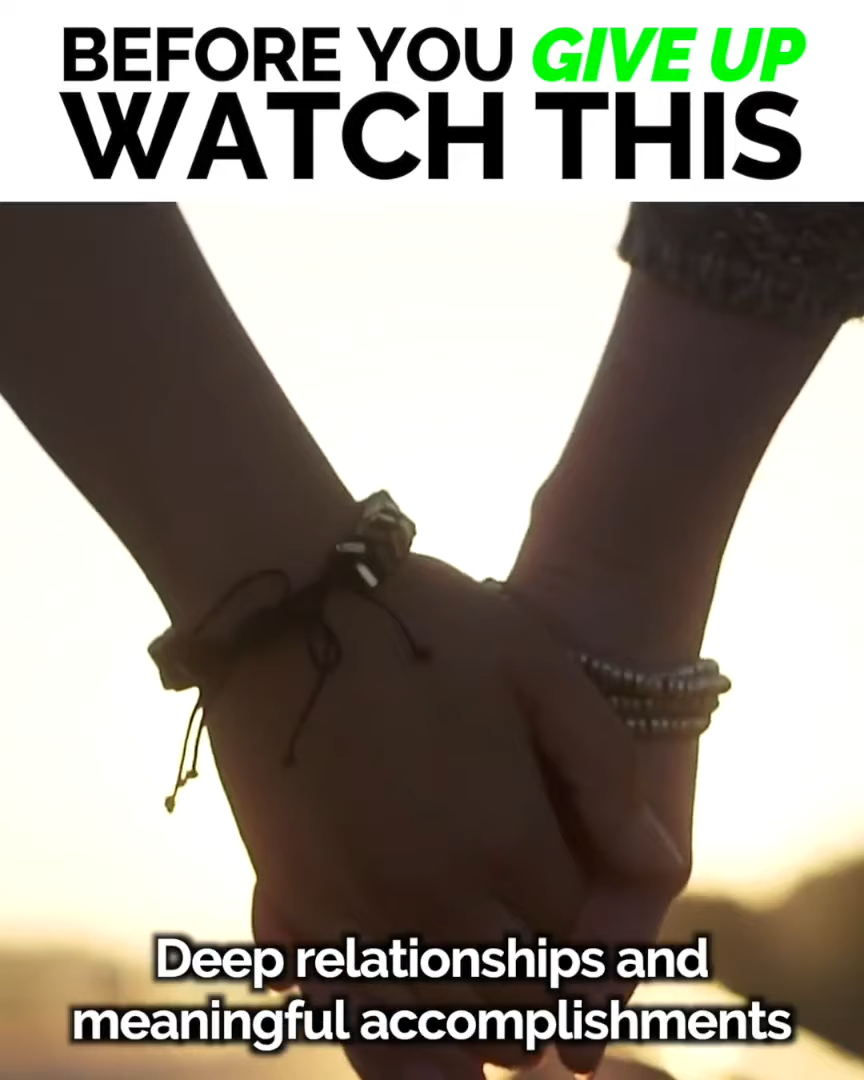 BEFORE YOU GIVE UP
WATCH THIS
Deep relationships and
meaningful accomplishments